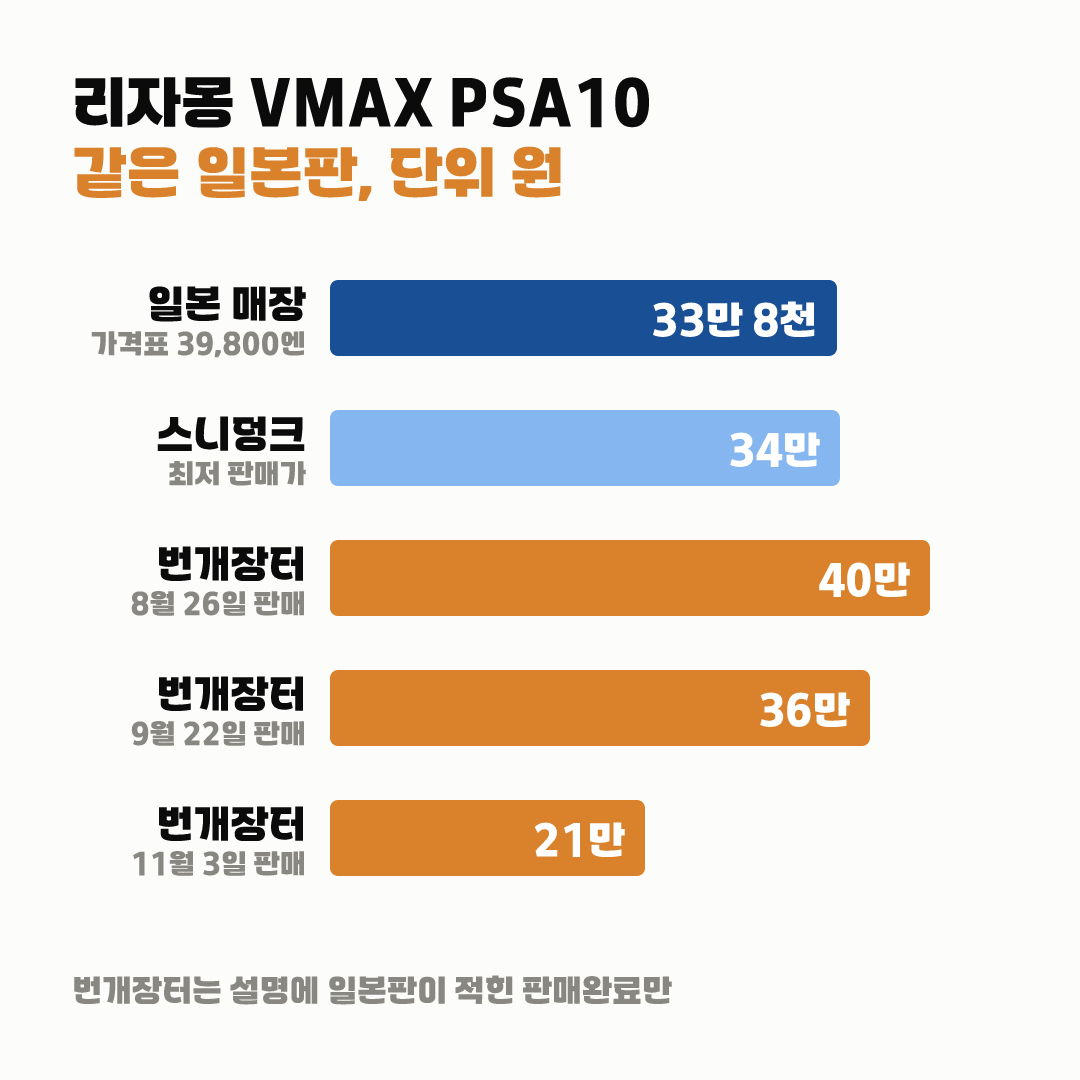 리자몽 VMAX PSA10
같은 일본판, 단위 원
일본 매장
가격표 39,800엔
33만 8천
스니덩크
최저 판매가
34만
번개장터
8월 26일 판매
40만
번개장터
9월 22일 판매
36만
번개장터
11월 3일 판매
21만
번개장터는 설명에 일본판이 적힌 판매완료만